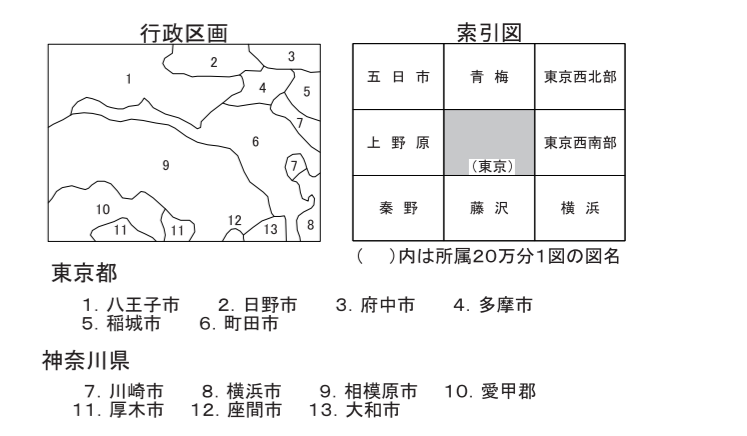 行政区画
索引図
1
2
3
4
5
7
6
9
7
10
11
11
12
13
8
五日市
青梅
東京西北部
上野原
(東京)
東京西南部
秦野
藤沢
横浜
(　)内は所属20万分1図の図名
東京都
1. 八王子市 2. 日野市 3. 府中市 4. 多摩市
5. 稲城市 6. 町田市
神奈川県
7. 川崎市 8. 横浜市 9. 相模原市 10. 愛甲郡
11. 厚木市 12. 座間市 13. 大和市